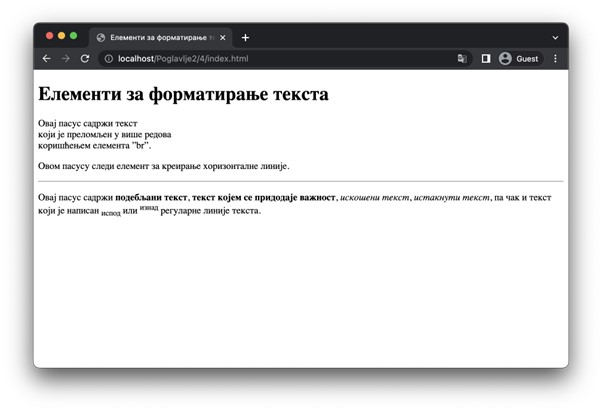 Елементи за форматирање т
localhost/Poglavlje2/4/index.html
Guest
Елементи за форматирање текста
Овај пасус садржи текст
који је преломљен у више редова
коришћењем елемента "br".
Овом пасусу следи елемент за креирање хоризонталне линије.
Овај пасус садржи подебљани текст, текст којем се придодаје важност, искошени текст, истакнути текст, па чак и текст
који је написан испод или изнад регуларне линије текста.